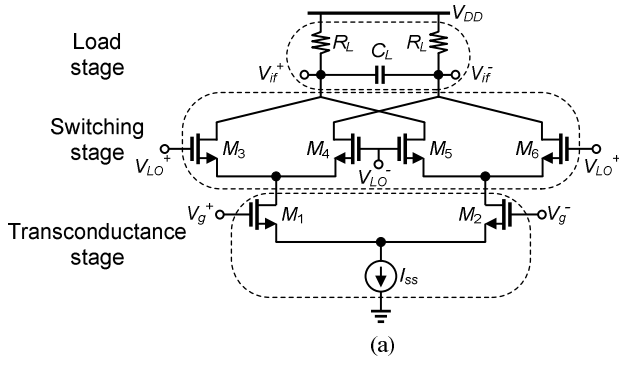 V_DD
Load stage
R_L
C_L
R_L
V_if^+
V_if^-
Switching stage
M_3
M_4
M_5
M_6
V_LO^+
V_LO^-
V_LO^+
Transconductance stage
V_g^+
M_1
M_2
V_g^-
I_ss
(a)